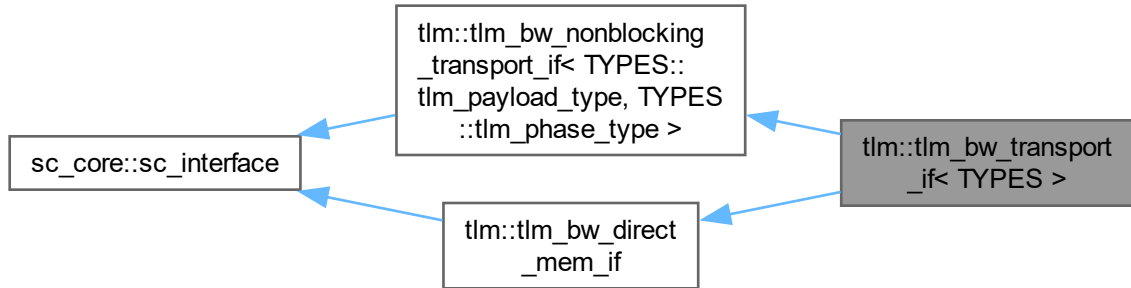 tlm::tlm_bw_nonblocking
_transport_if< TYPES::
tlm_payload_type, TYPES
::tlm_phase_type >
sc_core::sc_interface
tlm::tlm_bw_transport
_if< TYPES >
tlm::tlm_bw_direct
_mem_if